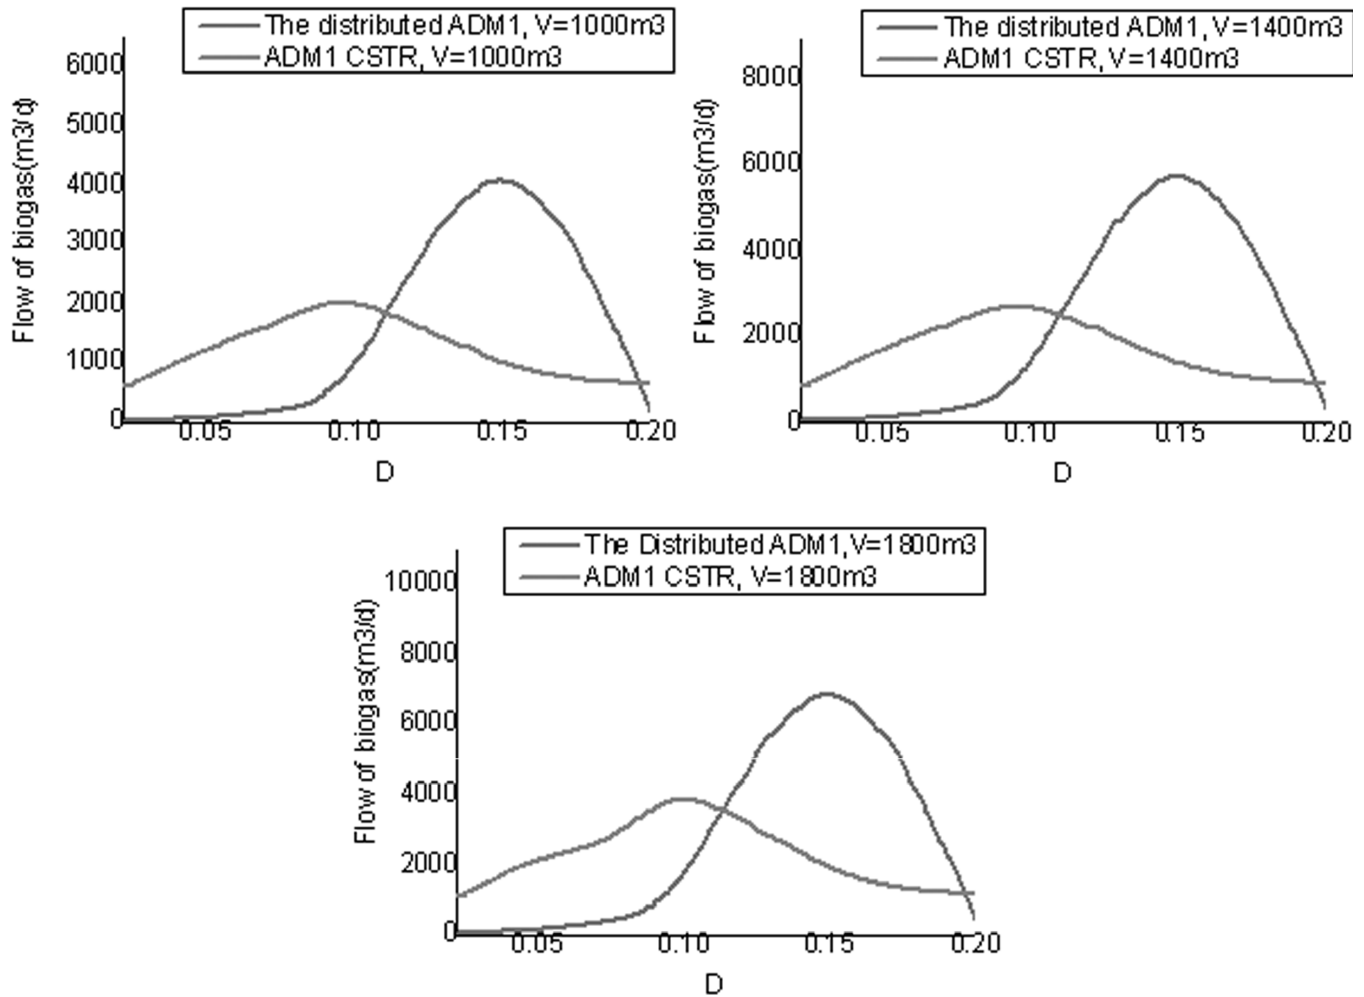 The distributed ADM1, V=1000m3
ADM1 CSTR, V=1000m3
Flow of biogas(m3/d)
6000
5000
4000
3000
2000
1000
0
0.05 0.10 0.15 0.20
D
The distributed ADM1, V=1400m3
ADM1 CSTR, V=1400m3
Flow of biogas(m3/d)
8000
6000
4000
2000
0
0.05 0.10 0.15 0.20
D
The Distributed ADM1,V=1800m3
ADM1 CSTR, V=1800m3
Flow of biogas(m3/d)
10000
8000
6000
4000
2000
0
0.05 0.10 0.15 0.20
D